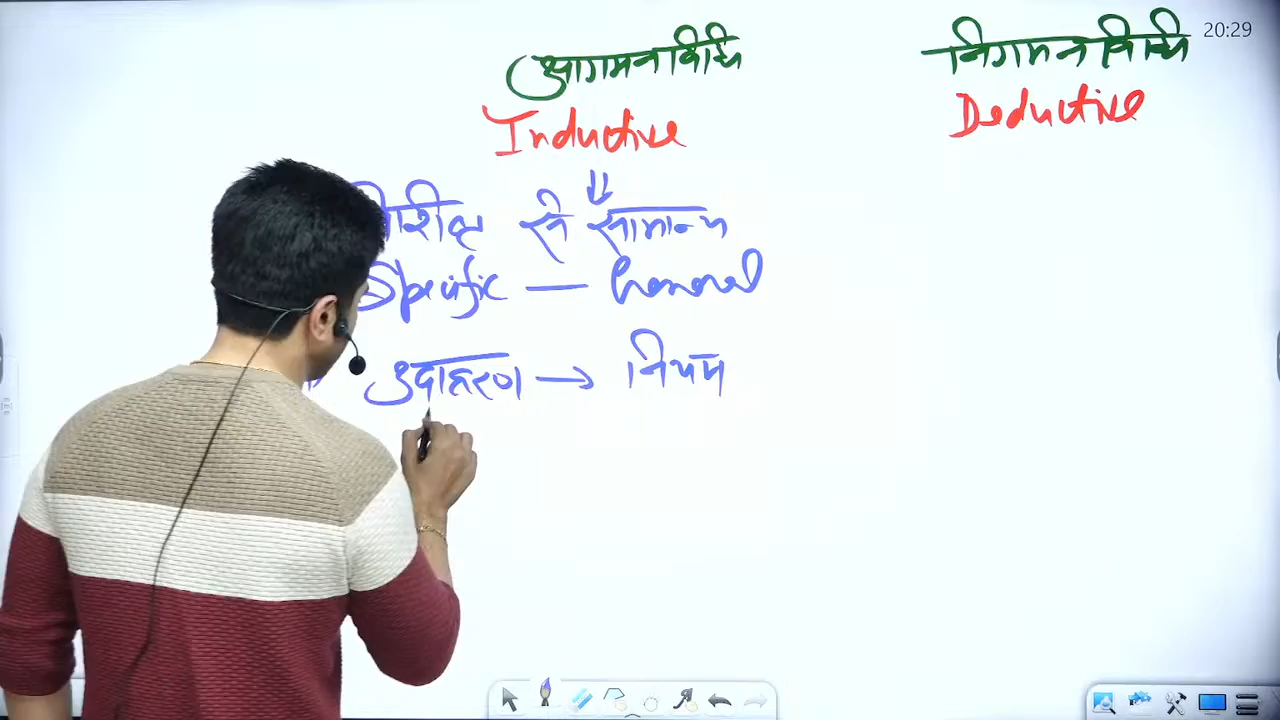 20:29
आगमन विधि निगमन विधि
Inductive Deductive
से सामान्य
Specific — General
उदाहरण → नियम